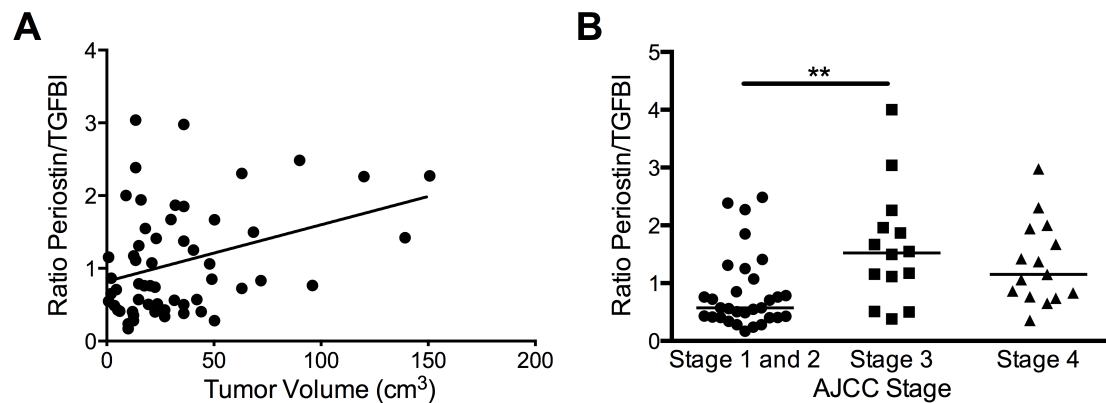 A
B
Ratio Periostin/TGFBI
4
3
2
1
0
0 50 100 150 200
Tumor Volume (cm³)
Ratio Periostin/TGFBI
5
4
3
2
1
0
**
Stage 1 and 2 Stage 3 Stage 4
AJCC Stage